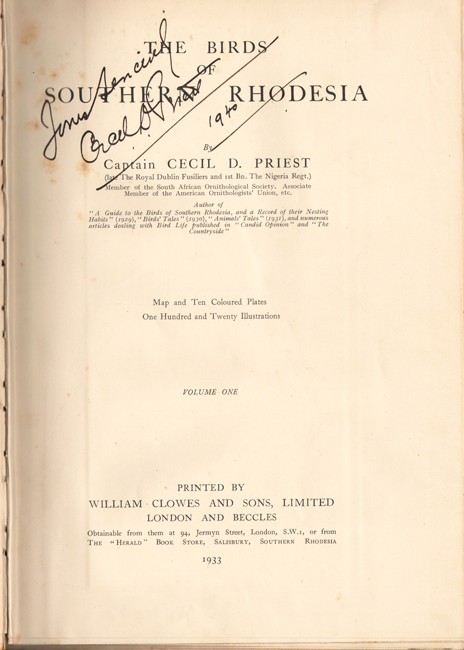 THE BIRDS
OF
SOUTHERN RHODESIA
Yours sincerely
Cecil D. Priest
1940
By
Captain CECIL D. PRIEST
(late The Royal Dublin Fusiliers and 1st Bn. The Nigeria Regt.)
Member of the South African Ornithological Society, Associate
Member of the American Ornithologists' Union, etc.
Author of
"A Guide to the Birds of Southern Rhodesia, and a Record of their Nesting
Habits" (1929), "Birds' Tales" (1930), "Animals' Tales" (1931), and numerous
articles dealing with Bird Life published in "Candid Opinion" and "The
Countryside"
Map and Ten Coloured Plates
One Hundred and Twenty Illustrations
VOLUME ONE
PRINTED BY
WILLIAM CLOWES AND SONS, LIMITED
LONDON AND BECCLES
Obtainable from them at 94, Jermyn Street, London, S.W.1, or from
THE "HERALD" BOOK STORE, SALISBURY, SOUTHERN RHODESIA
1933